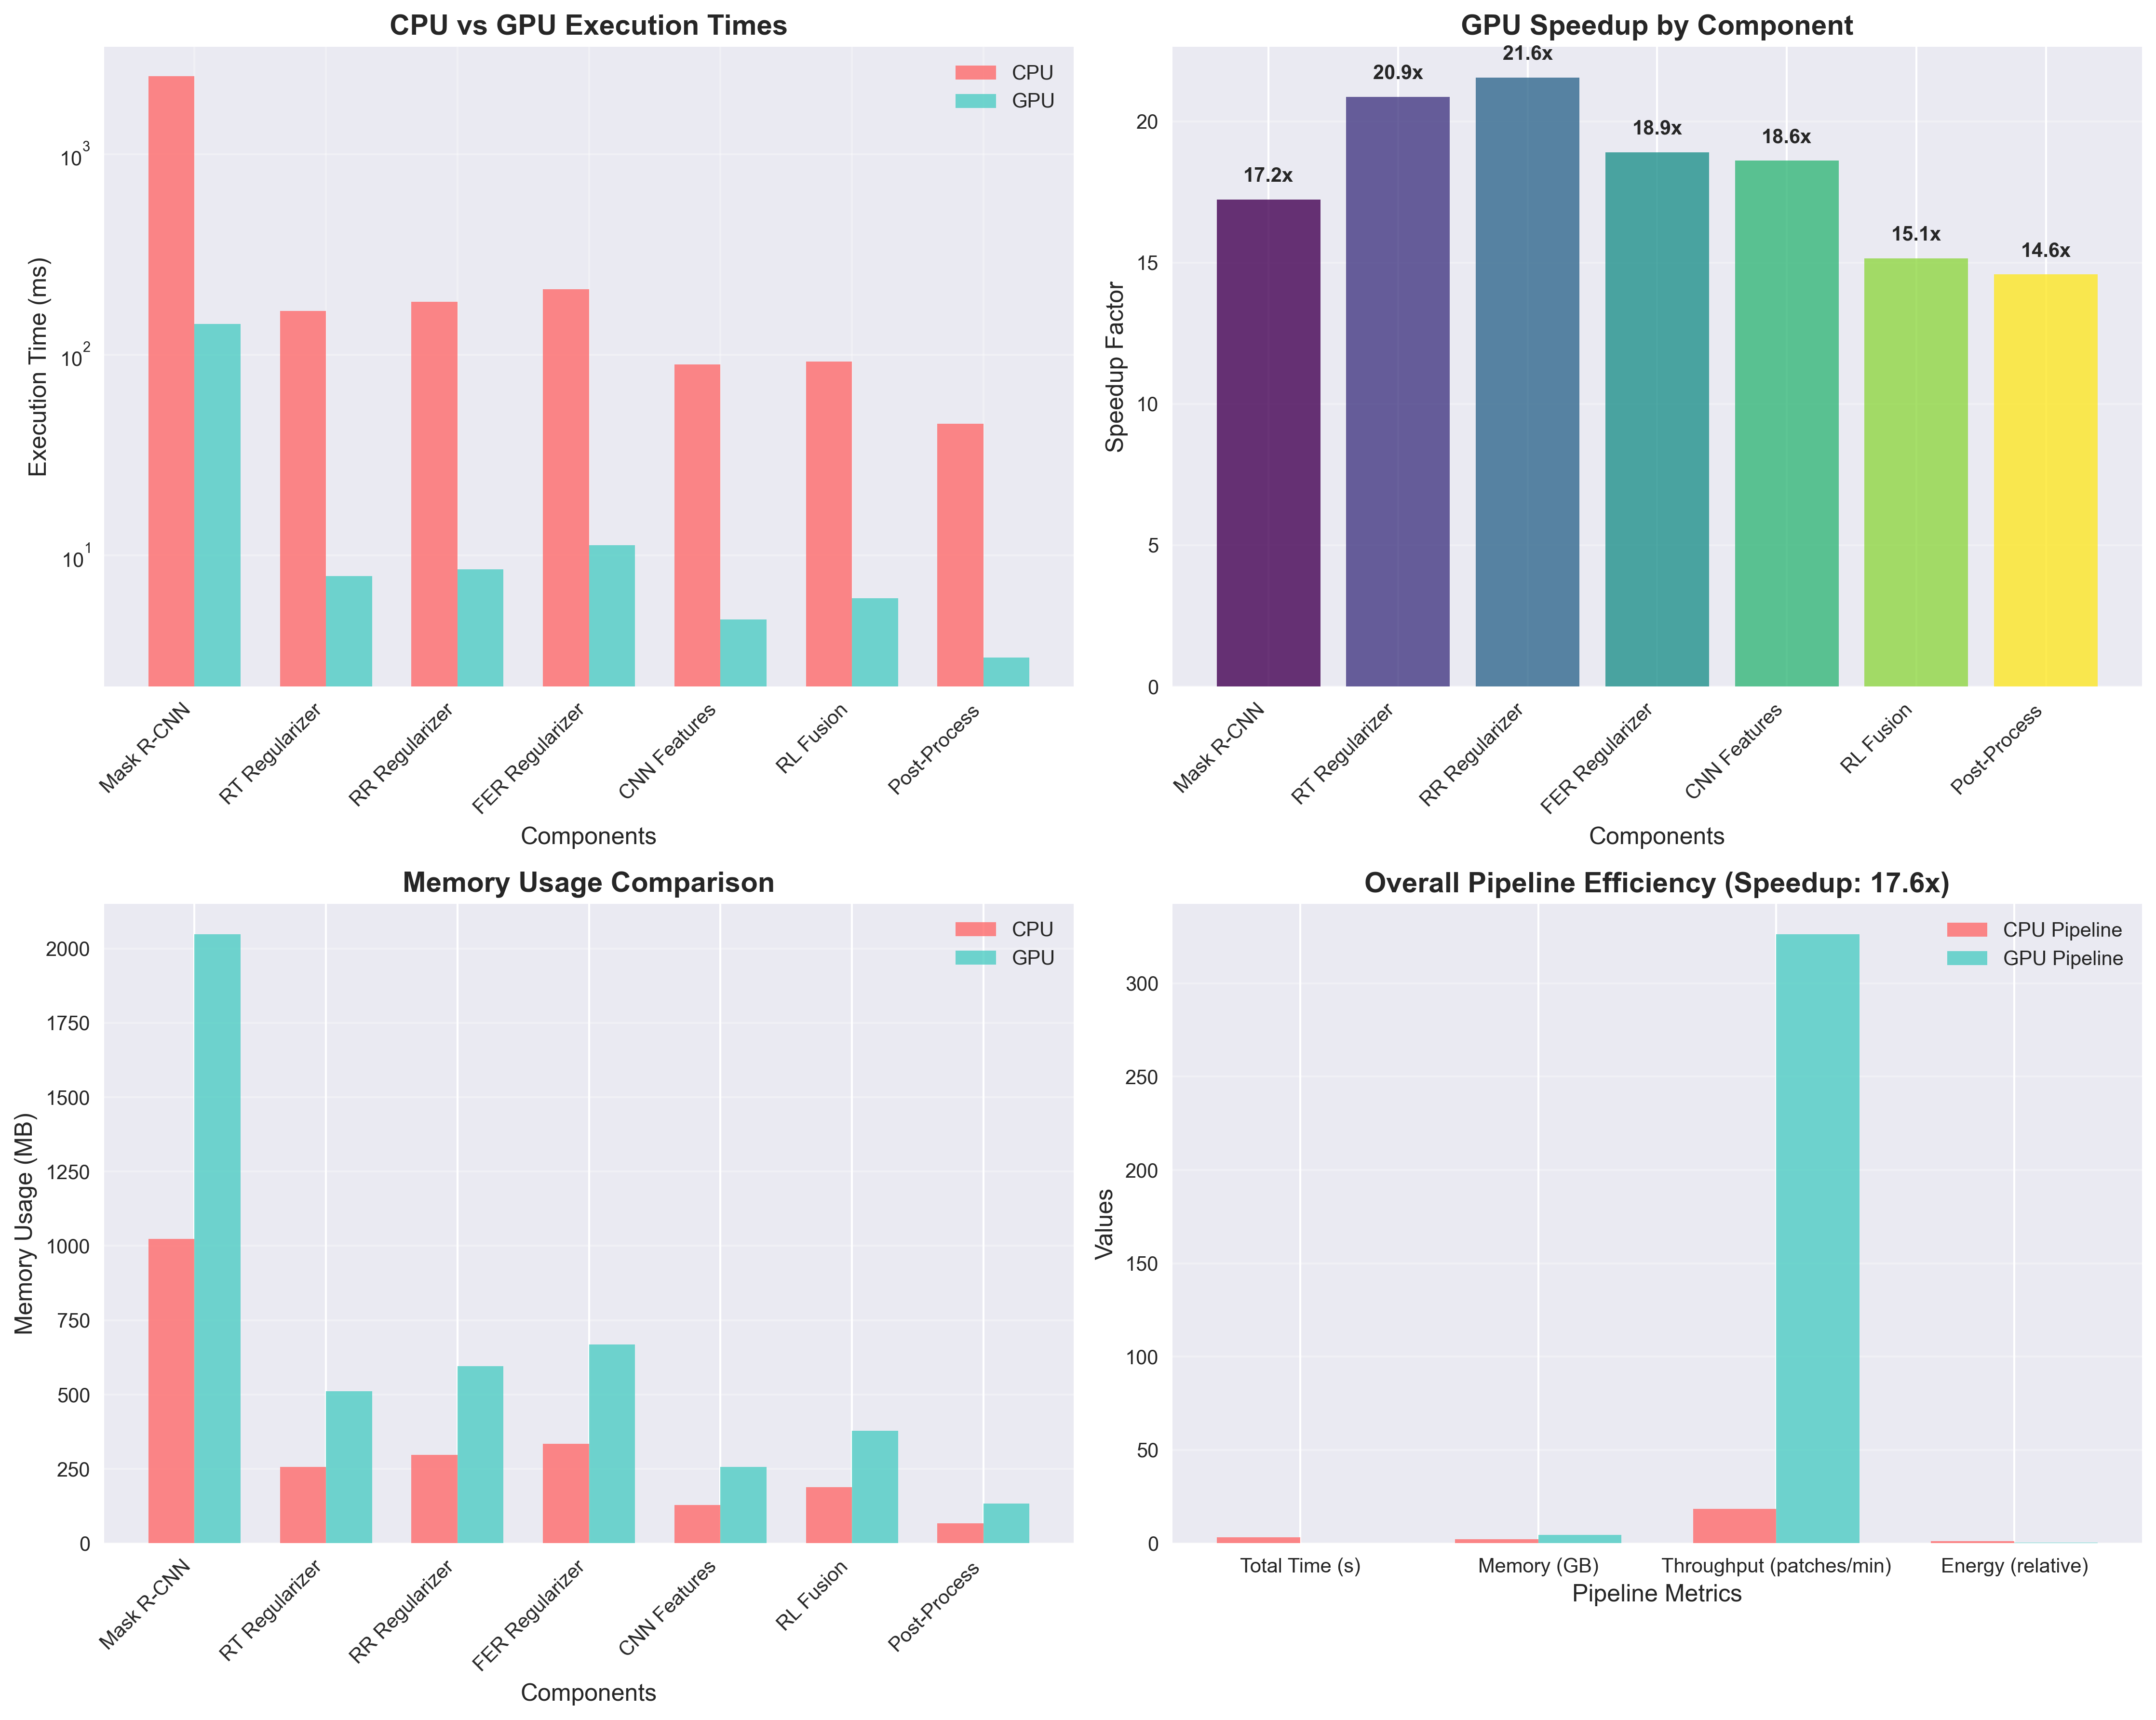 CPU vs GPU Execution Times
CPU
GPU
10^3
10^2
10^1
Execution Time (ms)
Mask R-CNN
RT Regularizer
RR Regularizer
FER Regularizer
CNN Features
RL Fusion
Post-Process
Components
GPU Speedup by Component
17.2x
20.9x
21.6x
18.9x
18.6x
15.1x
14.6x
20
15
10
5
0
Speedup Factor
Mask R-CNN
RT Regularizer
RR Regularizer
FER Regularizer
CNN Features
RL Fusion
Post-Process
Components
Memory Usage Comparison
CPU
GPU
2000
1750
1500
1250
1000
750
500
250
0
Memory Usage (MB)
Mask R-CNN
RT Regularizer
RR Regularizer
FER Regularizer
CNN Features
RL Fusion
Post-Process
Components
Overall Pipeline Efficiency (Speedup: 17.6x)
CPU Pipeline
GPU Pipeline
300
250
200
150
100
50
0
Values
Total Time (s)
Memory (GB)
Throughput (patches/min)
Energy (relative)
Pipeline Metrics